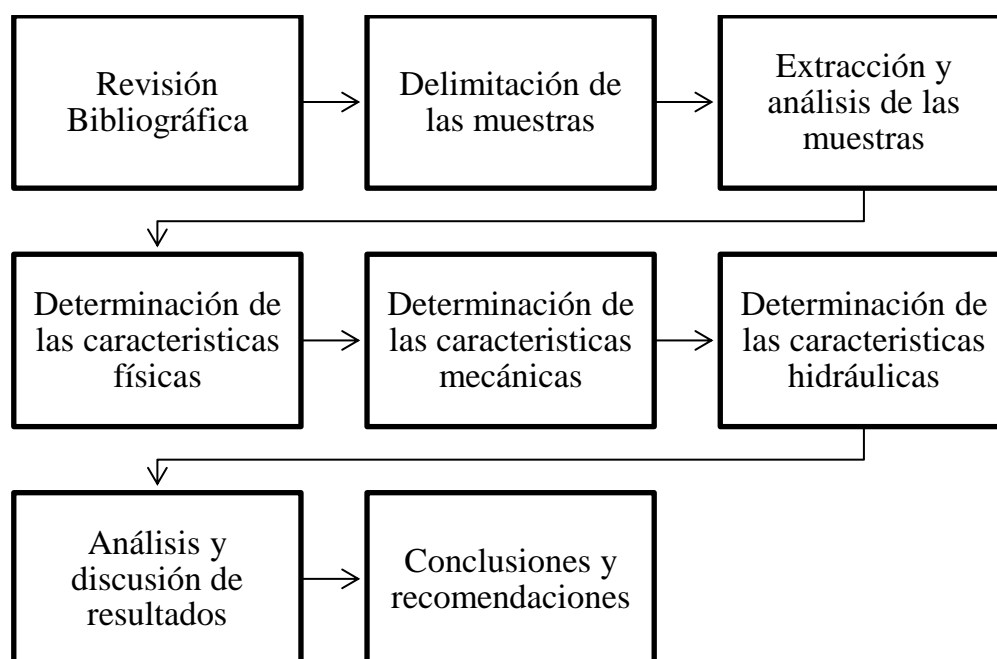 Revisión
Bibliográfica
Delimitación de
las muestras
Extracción y
análisis de las
muestras
Determinación de
las caracteristicas
físicas
Determinación de
las caracteristicas
mecánicas
Determinación de
las caracteristicas
hidráulicas
Análisis y
discusión de
resultados
Conclusiones y
recomendaciones